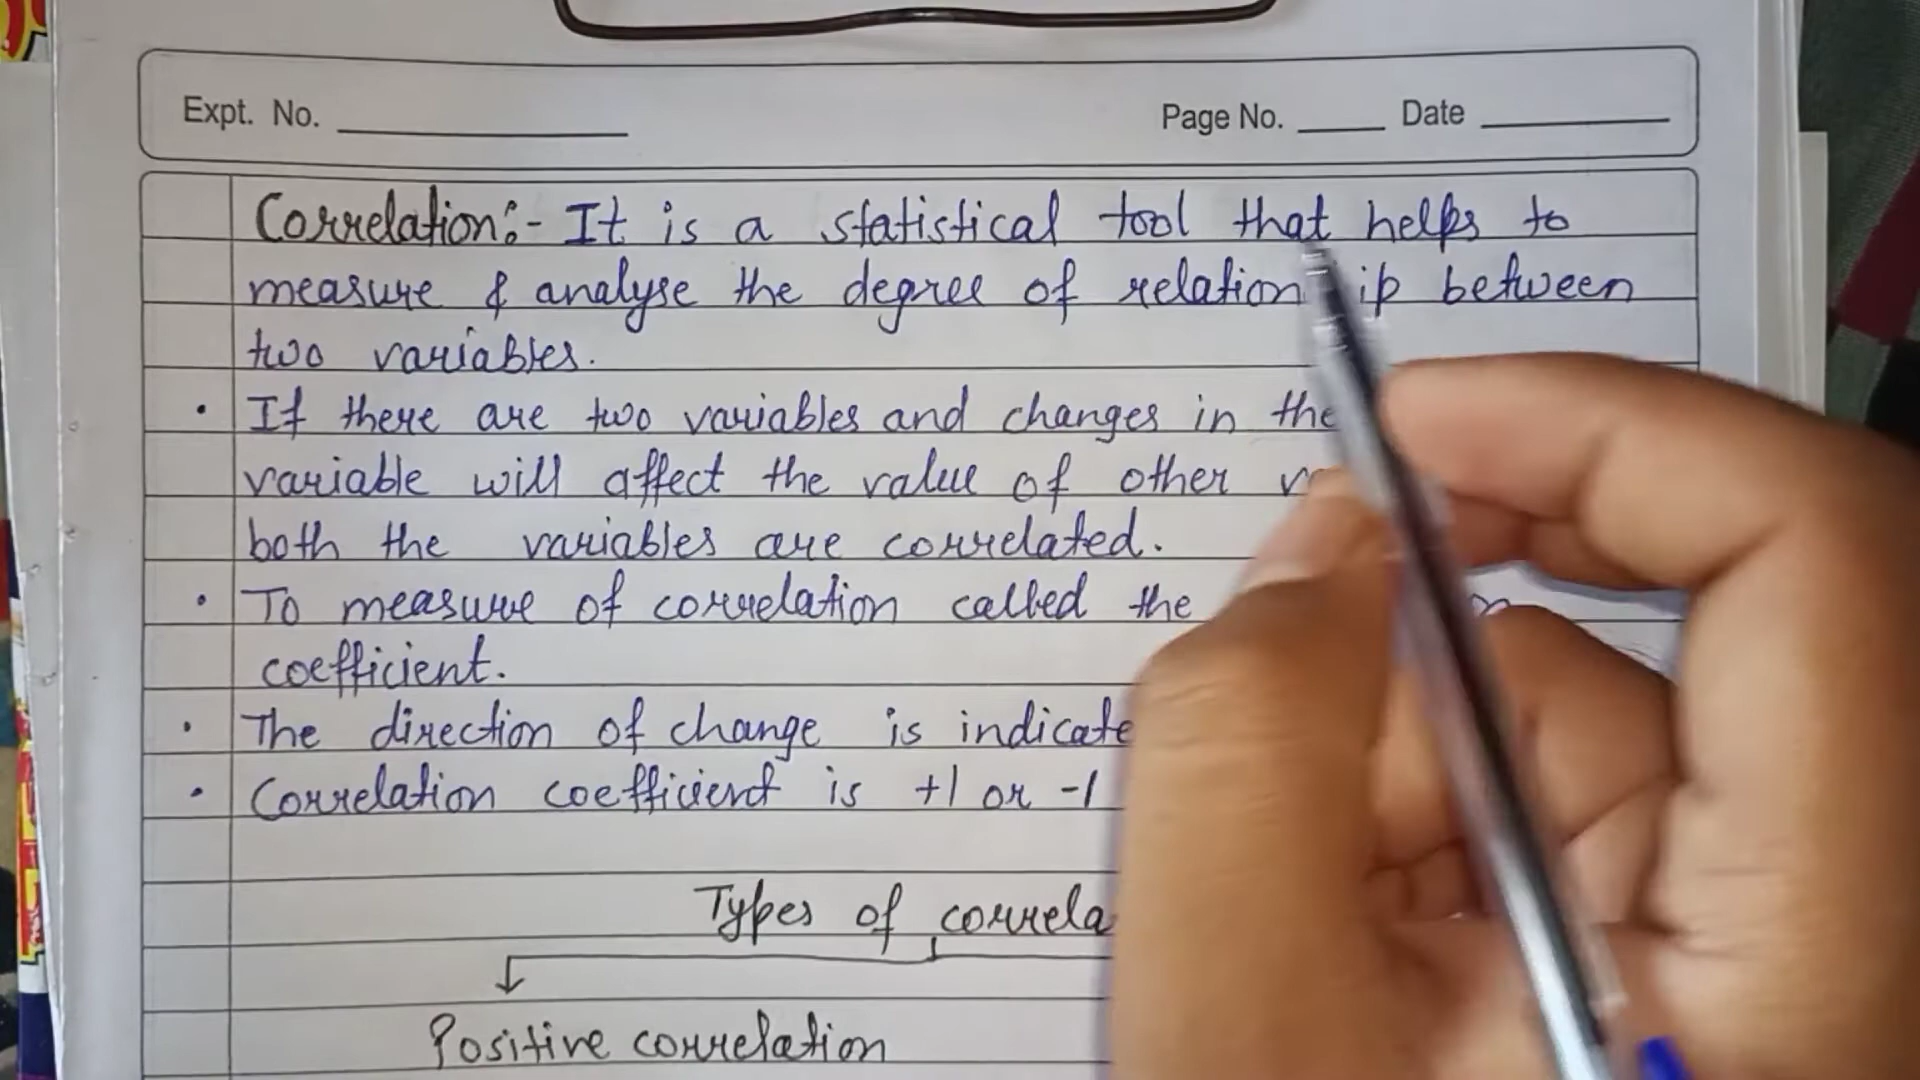 Expt. No. Page No. Date
Correlation:- It is a statistical tool that helps to
measure & analyse the degree of relation ip between
two variables.
• If there are two variables and changes in the
variable will affect the value of other
both the variables are correlated.
• To measure of correlation called the
coefficient.
• The direction of change is indicate
• Correlation coefficient is +1 or -1
Types of correla
Positive correlation